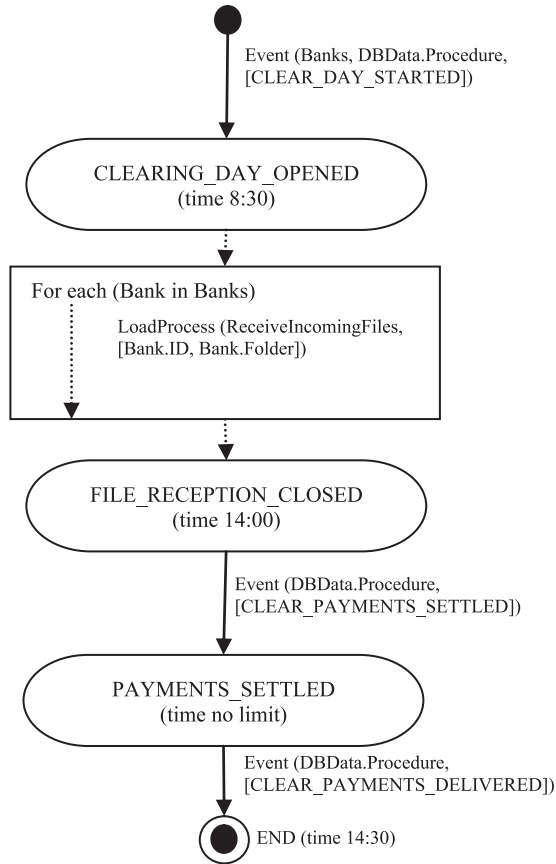 Event (Banks, DBData.Procedure,
[CLEAR_DAY_STARTED])
CLEARING_DAY_OPENED
(time 8:30)
For each (Bank in Banks)
LoadProcess (ReceiveIncomingFiles,
[Bank.ID, Bank.Folder])
FILE_RECEPTION_CLOSED
(time 14:00)
Event (DBData.Procedure,
[CLEAR_PAYMENTS_SETTLED])
PAYMENTS_SETTLED
(time no limit)
Event (DBData.Procedure,
[CLEAR_PAYMENTS_DELIVERED])
END (time 14:30)